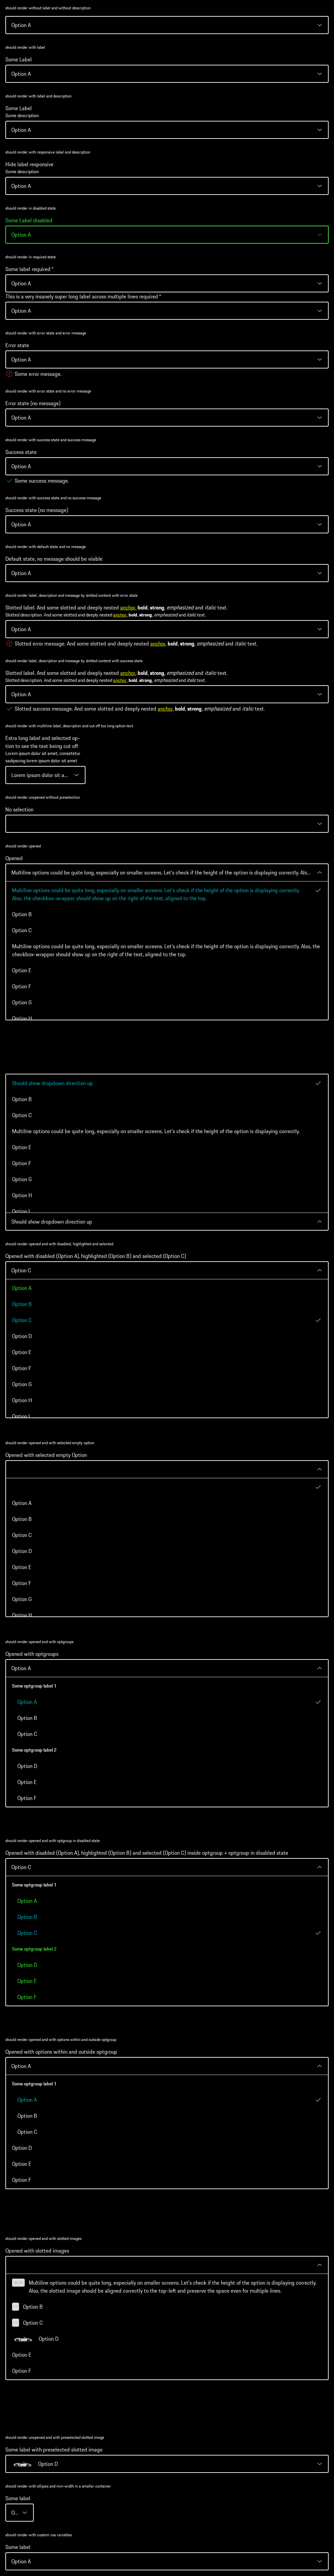 should render without label and without description
Option A
should render with label
Some Label
Option A
should render with label and description
Some Label
Some description
Option A
should render with responsive label and description
Hide label responsive
Some description
Option A
should render in disabled state
Some Label disabled
Option A
should render in required state
Some label required *
Option A
This is a very insanely super long label across multiple lines required *
Option A
should render with error state and error message
Eror state
Option A
Some error message.
should render with error state and no error message
Error state (no message)
Option A
should render with success state and success message
Success state
Option A
Some success message.
should render with success state and no success message
Success state (no message)
Option A
should render with default state and no message
Default state, no message should be visible
Option A
should render label, description and message by slotted content with error state
Slotted label. And some slotted and deeply nested anchor, bold, strong, emphasized and italic text.
Slotted description. And some slotted and deeply nested anchor, bold, strong, emphasized and italic text.
Option A
Slotted error message. And some slotted and deeply nested anchor, bold, strong, emphasized and italic text.
should render label, description and message by slotted content with success state
Slotted label. And some slotted and deeply nested anchor, bold, strong, emphasized and italic text.
Slotted description. And some slotted and deeply nested anchor, bold, strong, emphasized and italic text.
Option A
Slotted success message. And some slotted and deeply nested anchor, bold, strong, emphasized and italic text.
should render with multiline label, description and cut off too long option text
Extra long label and selected op-
tion to see the text being cut off
Lorem ipsum dolor sit amet, consetetur
sadipscing lorem ipsum dolor sit amet
Lorem ipsum dolor sit a...
should render unopened without preselection
No selection
should render opened
Opened
Multiline options could be quite long, especially on smaller screens. Let's check if the height of the option is displaying correctly. Als...
Multiline options could be quite long, especially on smaller screens. Let's check if the height of the option is displaying correctly.
Also, the checkbox-wrapper should show up on the right of the text, aligned to the top.
Option B
Option C
Multiline options could be quite long, especially on smaller screens. Let's check if the height of the option is displaying correctly. Also, the
checkbox-wrapper should show up on the right of the text, aligned to the top.
Option E
Option F
Option G
Option H
Should show dropdown direction up
Option B
Option C
Multiline options could be quite long, especially on smaller screens. Let's check if the height of the option is displaying correctly.
Option E
Option F
Option G
Option H
Option I
Should show dropdown direction up
should render opened and with disabled, highlighted and selected
Opened with disabled (Option A), highlighted (Option B) and selected (Option C)
Option C
Option A
Option B
Option C
Option D
Option E
Option F
Option G
Option H
Option I
should render opened and with selected empty option
Opened with selected empty Option
Option A
Option B
Option C
Option D
Option E
Option F
Option G
Option H
should render opened and with optgroups
Opened with optgroups
Option A
Some optgroup label 1
Option A
Option B
Option C
Some optgroup label 2
Option D
Option E
Option F
should render opened and with optgroup in disabled state
Opened with disabled (Option A), highlighted (Option B) and selected (Option C) inside optgroup + optgroup in disabled state
Option C
Some optgroup label 1
Option A
Option B
Option C
Some optgroup label 2
Option D
Option E
Option F
should render opened and with options within and outside optgroup
Opened with options within and outside optgroup
Option A
Some optgroup label 1
Option A
Option B
Option C
Option D
Option E
Option F
should render opened and with slotted images
Opened with slotted images
Multiline options could be quite long, especially on smaller screens. Let's check if the height of the option is displaying correctly.
Also, the slotted image should be aligned correctly to the top-left and preserve the space even for multiple lines.
Option B
Option C
Option D
Option E
Option F
should render unopened and with preselected slotted image
Some label with preselected slotted image
Option D
should render with ellipsis and min-width in a smaller container
Some label
O...
should render with custom css variables
Some label
Option A